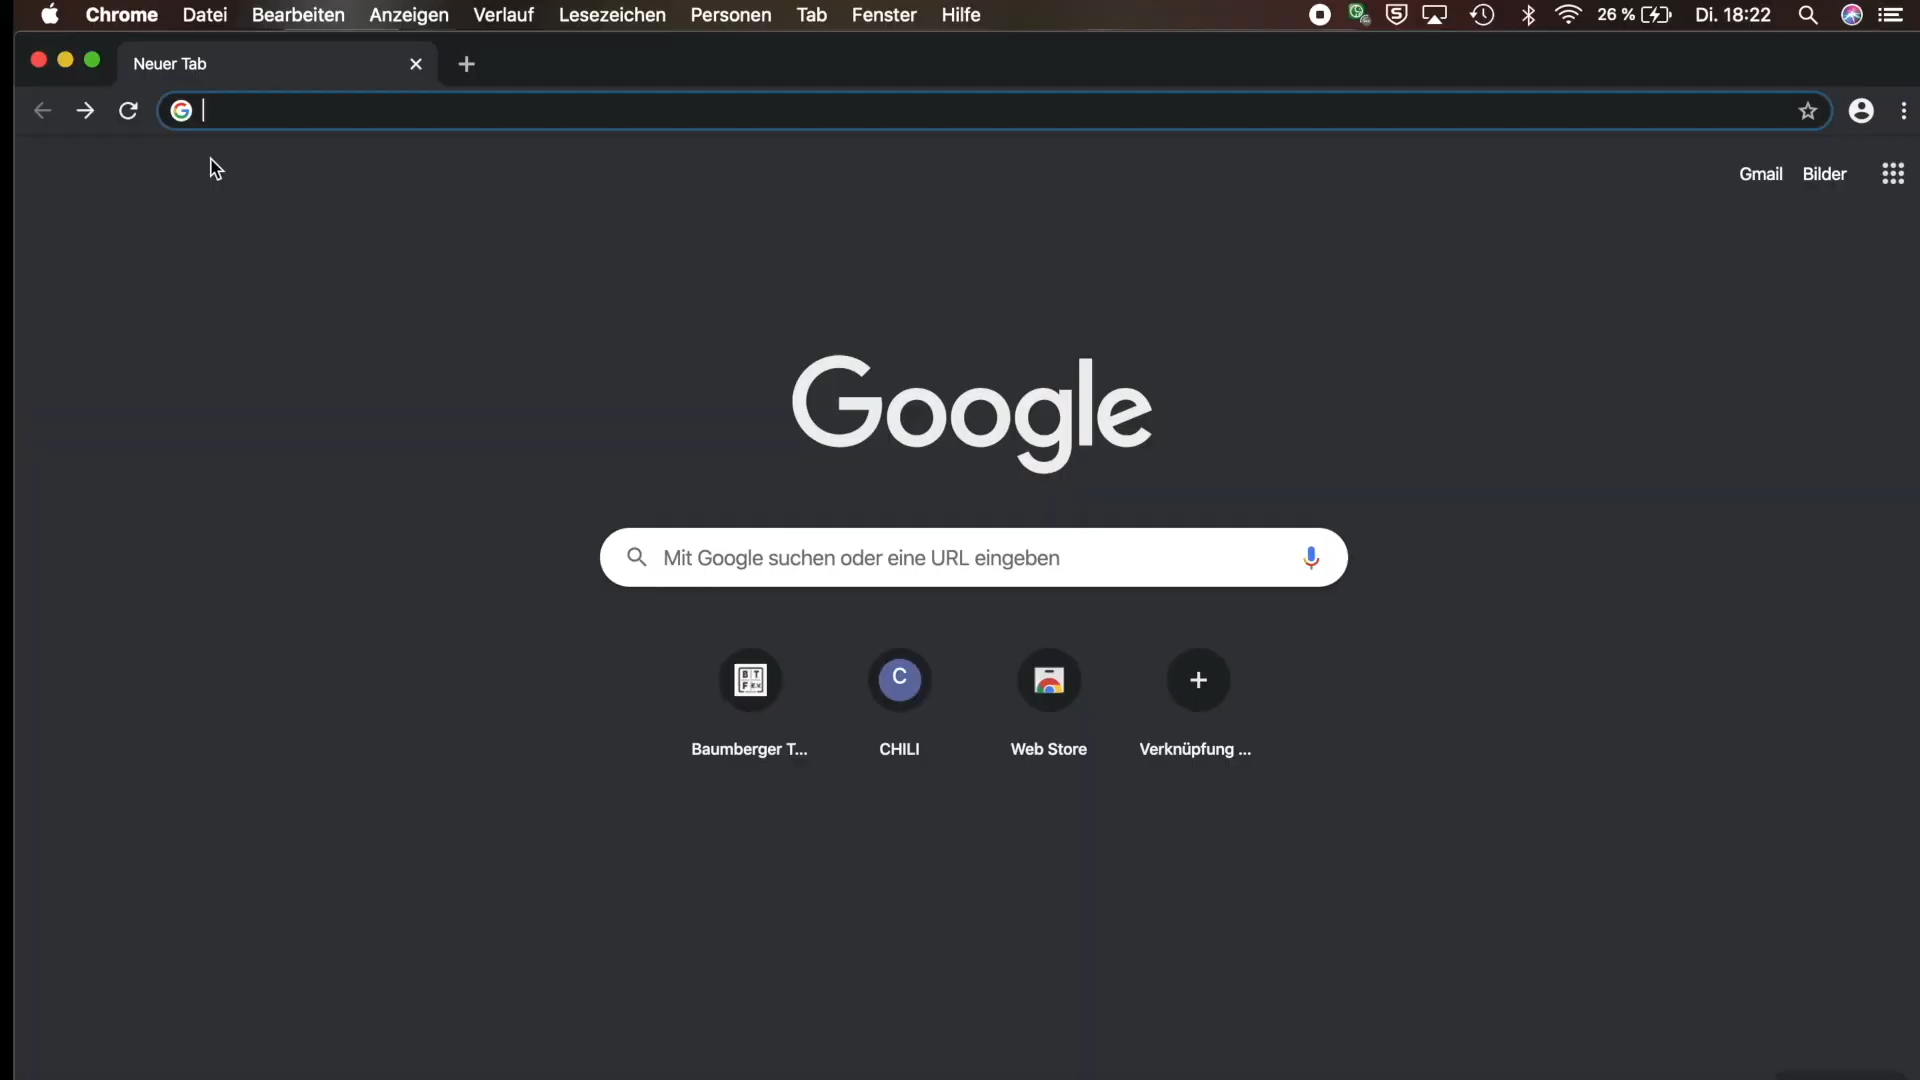 Chrome Datei Bearbeiten Anzeigen Verlauf Lesezeichen Personen Tab Fenster Hilfe 26 % Di. 18:22
Neuer Tab
Gmail Bilder
Google
Mit Google suchen oder eine URL eingeben
C
Baumberger T... CHILI Web Store Verknüpfung ...